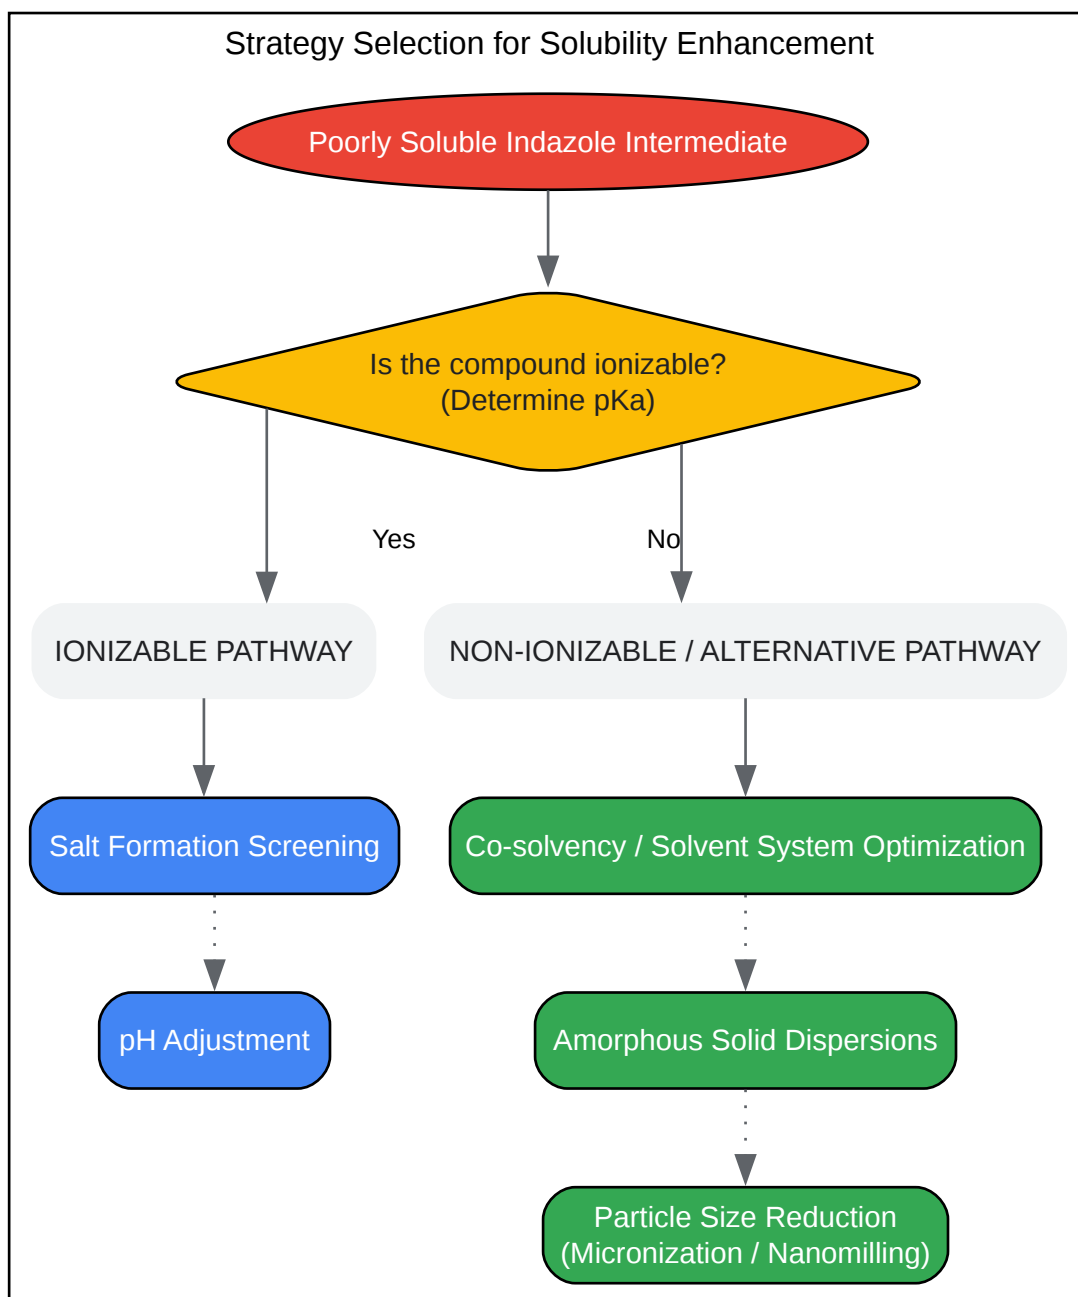 Strategy Selection for Solubility Enhancement
Poorly Soluble Indazole Intermediate
Is the compound ionizable?
(Determine pKa)
Yes
No
IONIZABLE PATHWAY
NON-IONIZABLE / ALTERNATIVE PATHWAY
Salt Formation Screening
Co-solvency / Solvent System Optimization
pH Adjustment
Amorphous Solid Dispersions
Particle Size Reduction
(Micronization / Nanomilling)